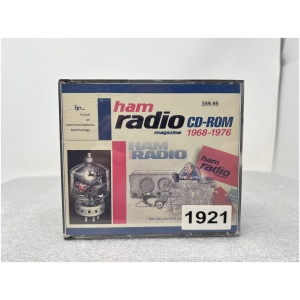 ham
radio
magazine
CD-ROM
1968-1976
$59.95
focus
on
communications
technology
HAM
RADIO
ham
radio
1921